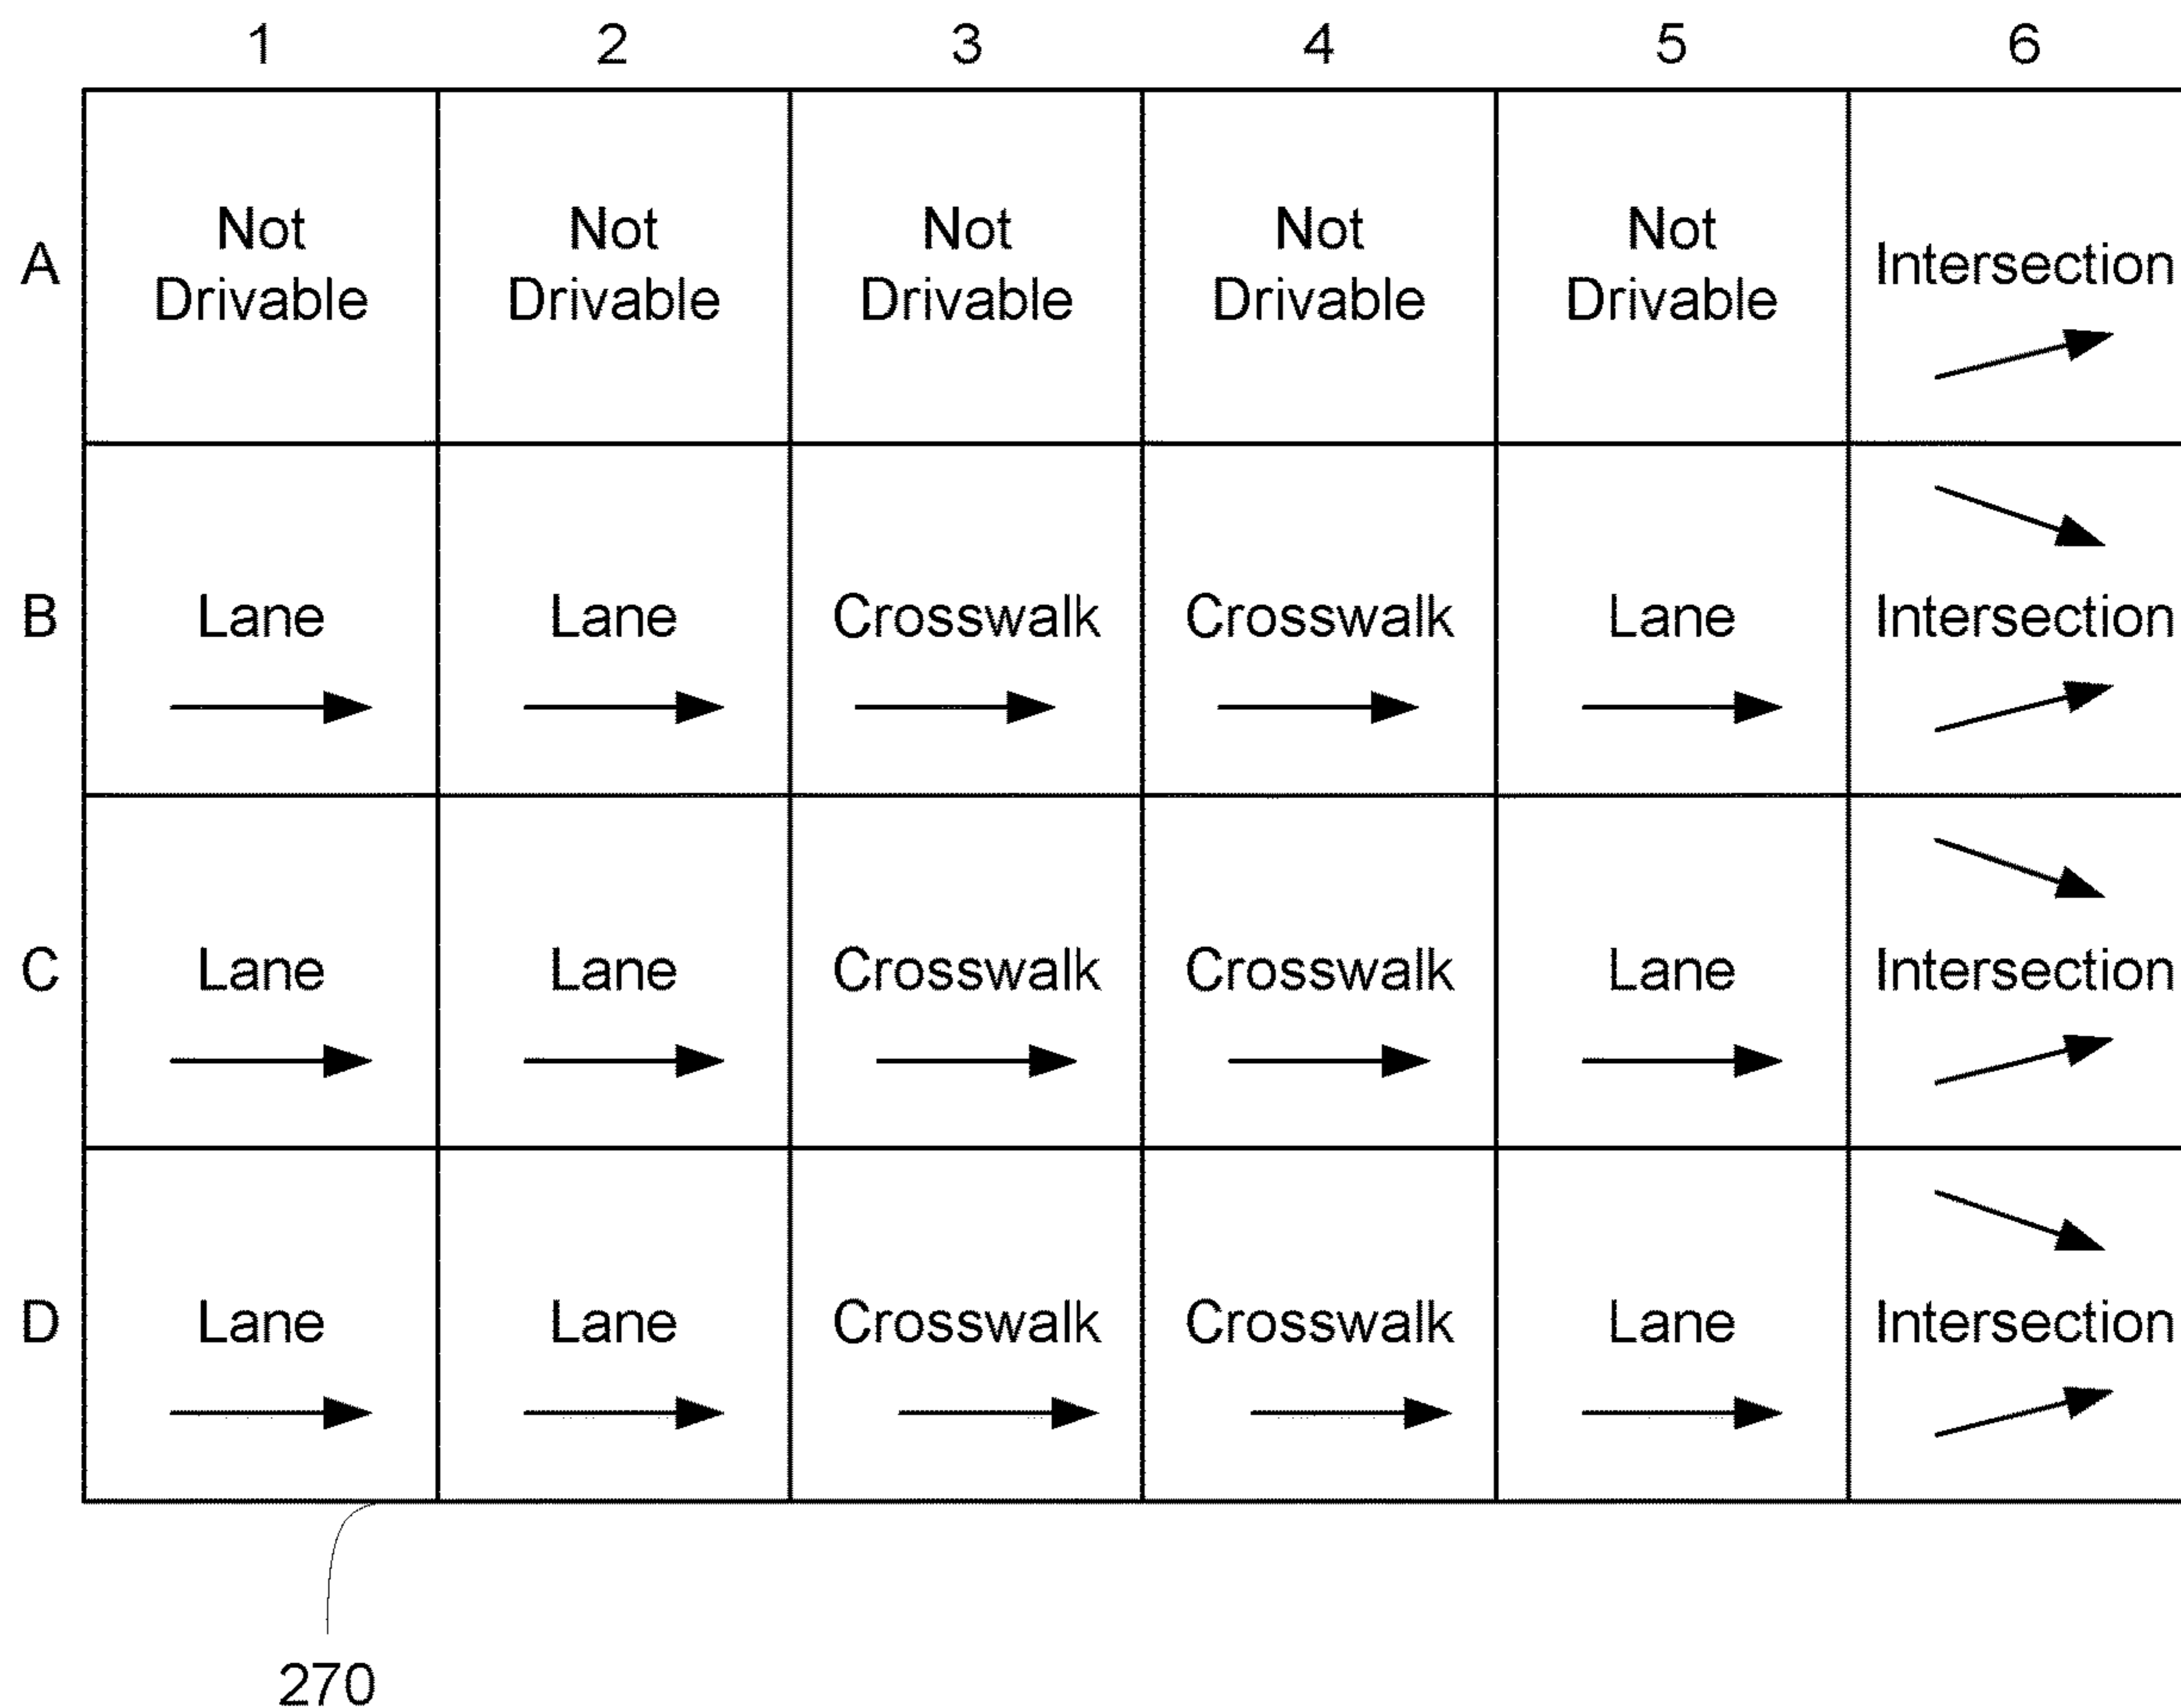 1 2 3 4 5 6
A Not Drivable Not Drivable Not Drivable Not Drivable Not Drivable Intersection
B Lane Lane Crosswalk Crosswalk Lane Intersection
C Lane Lane Crosswalk Crosswalk Lane Intersection
D Lane Lane Crosswalk Crosswalk Lane Intersection
270